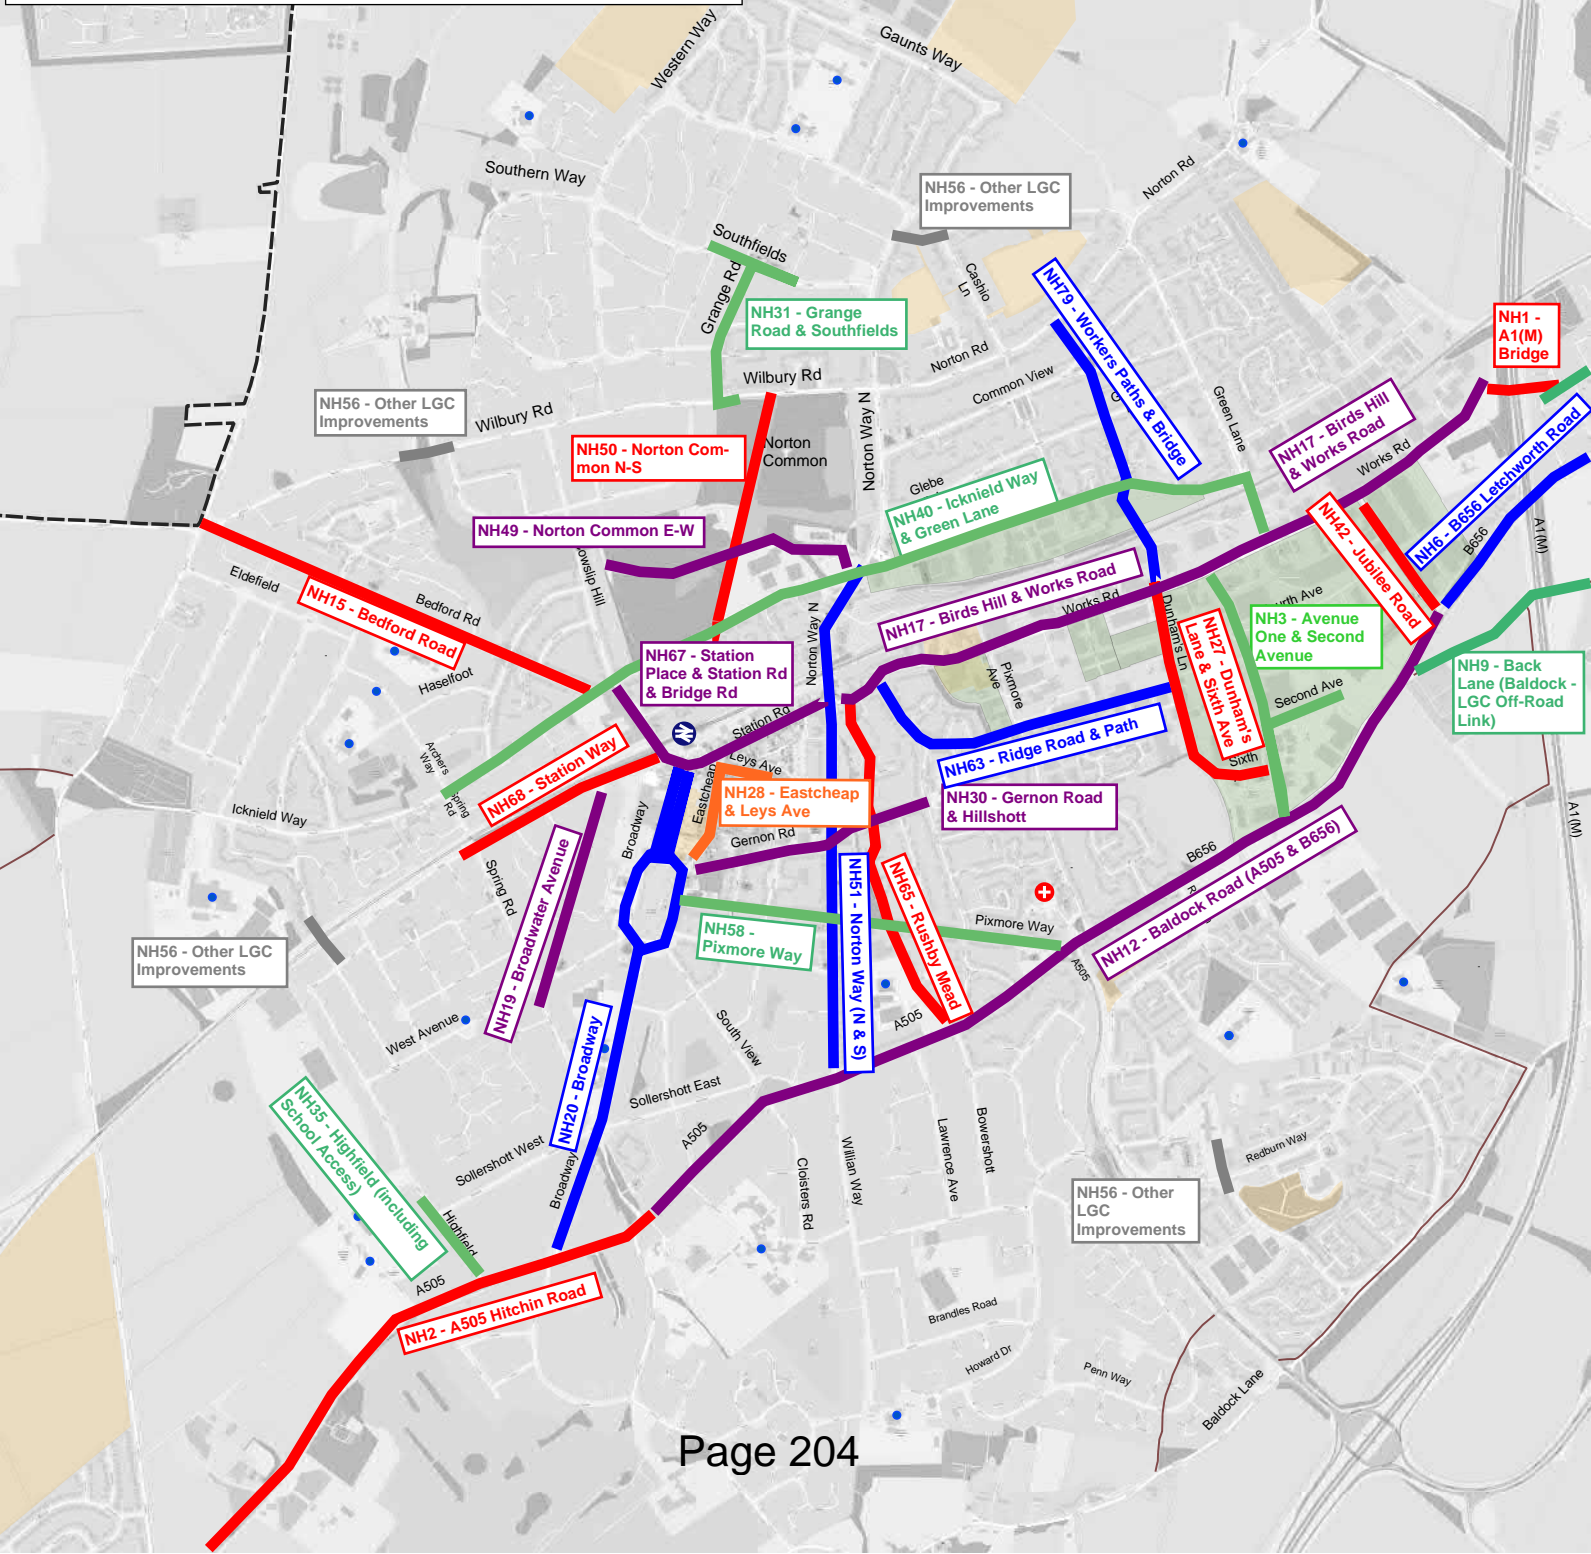 Western Way
Gaunts Way
Southern Way
Norton Rd
NH56 - Other LGC
Improvements
Southfields
Grange Rd
Cashio
Ln
NH79 - Workers Paths & Bridge
NH31 - Grange
Road & Southfields
NH1 -
A1(M)
Bridge
Norton Rd
Wilbury Rd
Common View
Green Lane
NH56 - Other LGC
Improvements
Wilbury Rd
Norton Way N
NH17 - Birds Hill
& Works Road
Works Rd
NH6 - B656 Letchworth Road
NH50 - Norton Com-
mon N-S
Norton
Common
Glebe
NH40 - Icknield Way
& Green Lane
NH42 - Jubilee Road
B656
A1(M)
NH49 - Norton Common E-W
Eldefield
Bedford Rd
NH15 - Bedford Road
Haselfoot
NH17 - Birds Hill & Works Road
Works Rd
Dunham's Ln
NH27 - Dunham's
Lane & Sixth Ave
NH3 - Avenue
One & Second
Avenue
NH67 - Station
Place & Station Rd
& Bridge Rd
Norton Way N
Pixmore
Ave
Second Ave
NH9 - Back
Lane (Baldock -
LGC Off-Road
Link)
Station Rd
NH63 - Ridge Road & Path
Sixth
Archers
Way
NH68 - Station Way
Leys Ave
Eastcheap
NH28 - Eastcheap
& Leys Ave
NH30 - Gernon Road
& Hillshott
Spring
Rd
Icknield Way
Broadway
Gernon Rd
A1(M)
NH19 - Broadwater Avenue
Spring Rd
B656
NH12 - Baldock Road (A505 & B656)
NH51 - Norton Way (N & S)
NH65 - Rushby Mead
Pixmore Way
NH58 -
Pixmore Way
NH56 - Other LGC
Improvements
A505
A505
West Avenue
South View
NH20 - Broadway
Sollershott East
A505
NH35 - Highfield (including
School Access)
Sollershott West
Broadway
Willian Way
Lawrence Ave
Bowershott
Cloisters Rd
Redburn Way
NH56 - Other
LGC
Improvements
Highfield
A505
NH2 - A505 Hitchin Road
Brandles Road
Howard Dr
Penn Way
Baldock Lane
Page 204